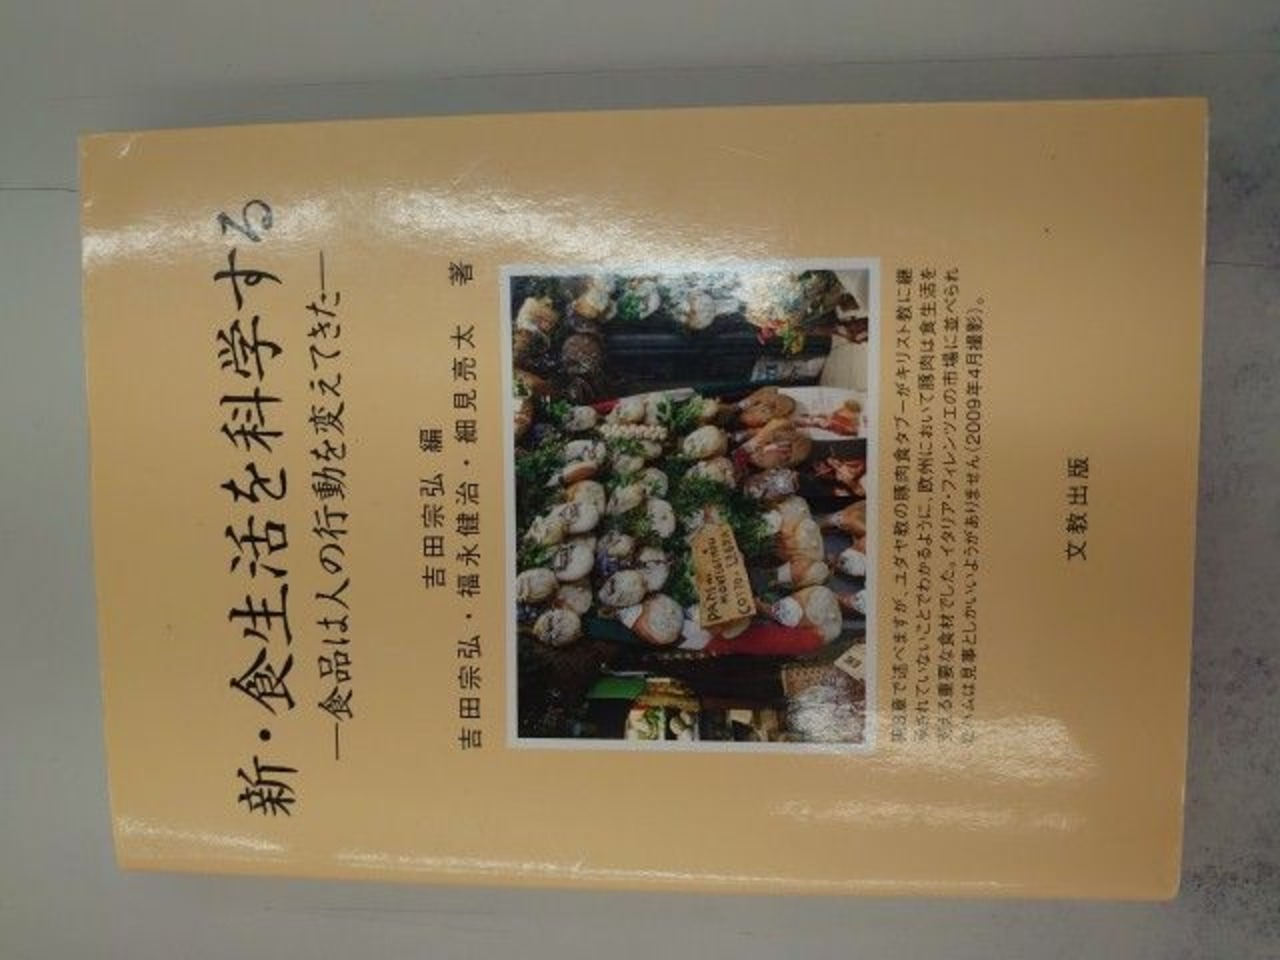 新・食生活を科学する
―食品は人の行動を変えてきた―
吉田宗弘 編
吉田宗弘・福永健治・細見亮太 著
第8章で述べますが、ユダヤ教の豚肉食タブーがキリスト教に継
承されていないことでわかるように、欧州において豚肉は食生活を
支える重要な食材でした。イタリア・フィレンツエの市場に並べられ
たハムは見事としかいいようがありません(2009年4月撮影)。
文教出版